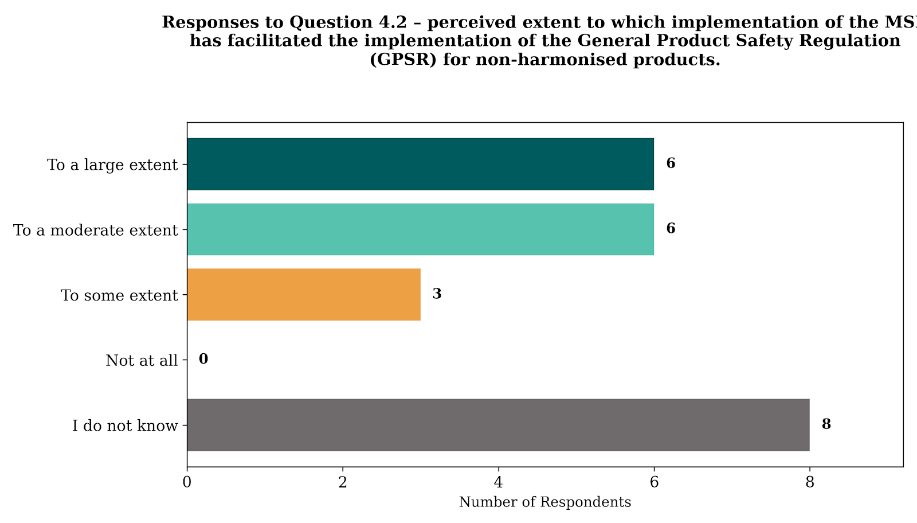 Responses to Question 4.2 – perceived extent to which implementation of the
has facilitated the implementation of the General Product Safety Regulation
(GPSR) for non-harmonised products.
To a large extent
6
To a moderate extent
6
To some extent
3
Not at all
0
I do not know
8
0 2 4 6 8
Number of Respondents